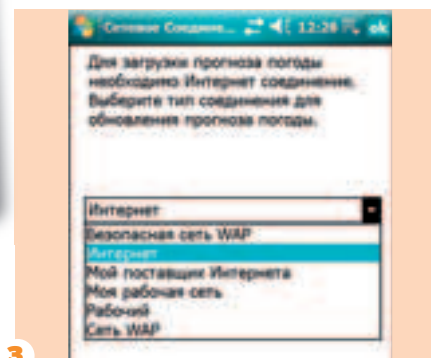 Сетевое Соедине... 12:28 ok
Для загрузки прогноза погоды
необходимо Интернет соединение.
Выберите тип соединения для
обновления прогноза погоды.
Интернет
Безопасная сеть WAP
Интернет
Мой поставщик Интернета
Моя рабочая сеть
Рабочий
Сеть WAP
3